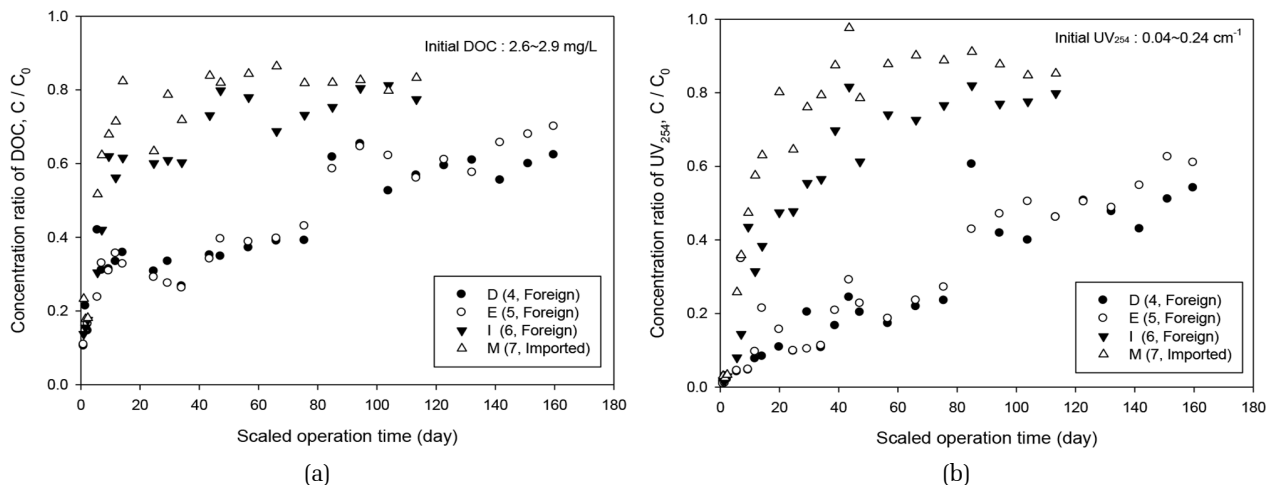 Initial DOC : 2.6~2.9 mg/L
Concentration ratio of DOC, C / C₀
1.0
0.8
0.6
0.4
0.2
0.0
D (4, Foreign)
E (5, Foreign)
I (6, Foreign)
M (7, Imported)
0 20 40 60 80 100 120 140 160 180
Scaled operation time (day)
(a)
Initial UV₂₅₄ : 0.04~0.24 cm⁻¹
Concentration ratio of UV₂₅₄, C / C₀
1.0
0.8
0.6
0.4
0.2
0.0
D (4, Foreign)
E (5, Foreign)
I (6, Foreign)
M (7, Imported)
0 20 40 60 80 100 120 140 160 180
Scaled operation time (day)
(b)